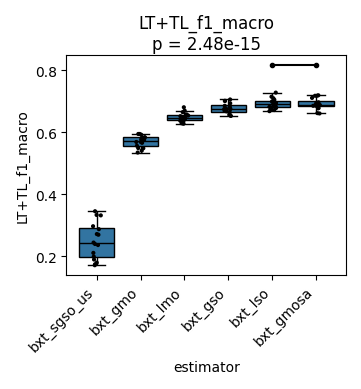 LT+TL_f1_macro
p = 2.48e-15
LT+TL_f1_macro
0.8
0.6
0.4
0.2
bxt_sgso_us
bxt_gmo
bxt_lmo
bxt_gso
bxt_lso
bxt_gmosa
estimator